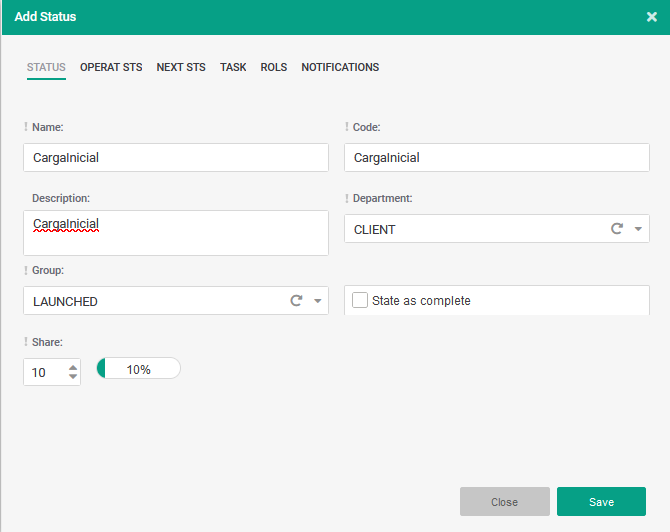 Add Status
STATUS OPERAT STS NEXT STS TASK ROLS NOTIFICATIONS
! Name: ! Code:
CargaInicial CargaInicial
Description: ! Department:
CargaInicial CLIENT
! Group:
LAUNCHED State as complete
! Share:
10 10%
Close Save